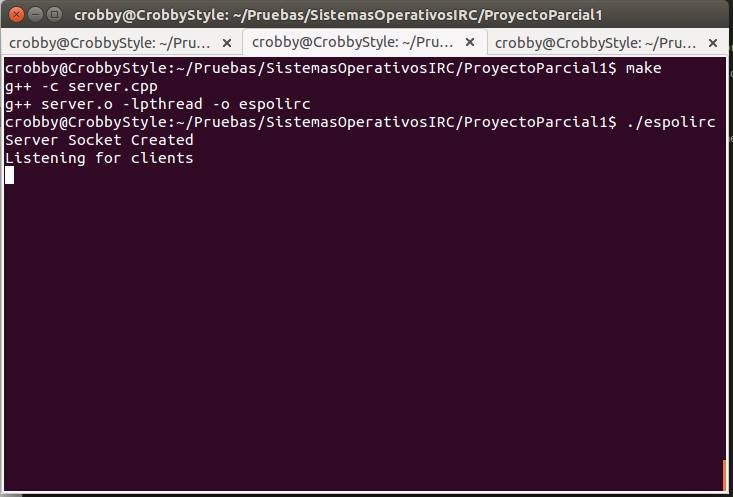 crobby@CrobbyStyle: ~/Pruebas/SistemasOperativosIRC/ProyectoParcial1
crobby@CrobbyStyle: ~/Pru... × crobby@CrobbyStyle: ~/Pru... × crobby@CrobbyStyle: ~/Pru... ×
crobby@CrobbyStyle:~/Pruebas/SistemasOperativosIRC/ProyectoParcial1$ make
g++ -c server.cpp
g++ server.o -lpthread -o espolirc
crobby@CrobbyStyle:~/Pruebas/SistemasOperativosIRC/ProyectoParcial1$ ./espolirc
Server Socket Created
Listening for clients